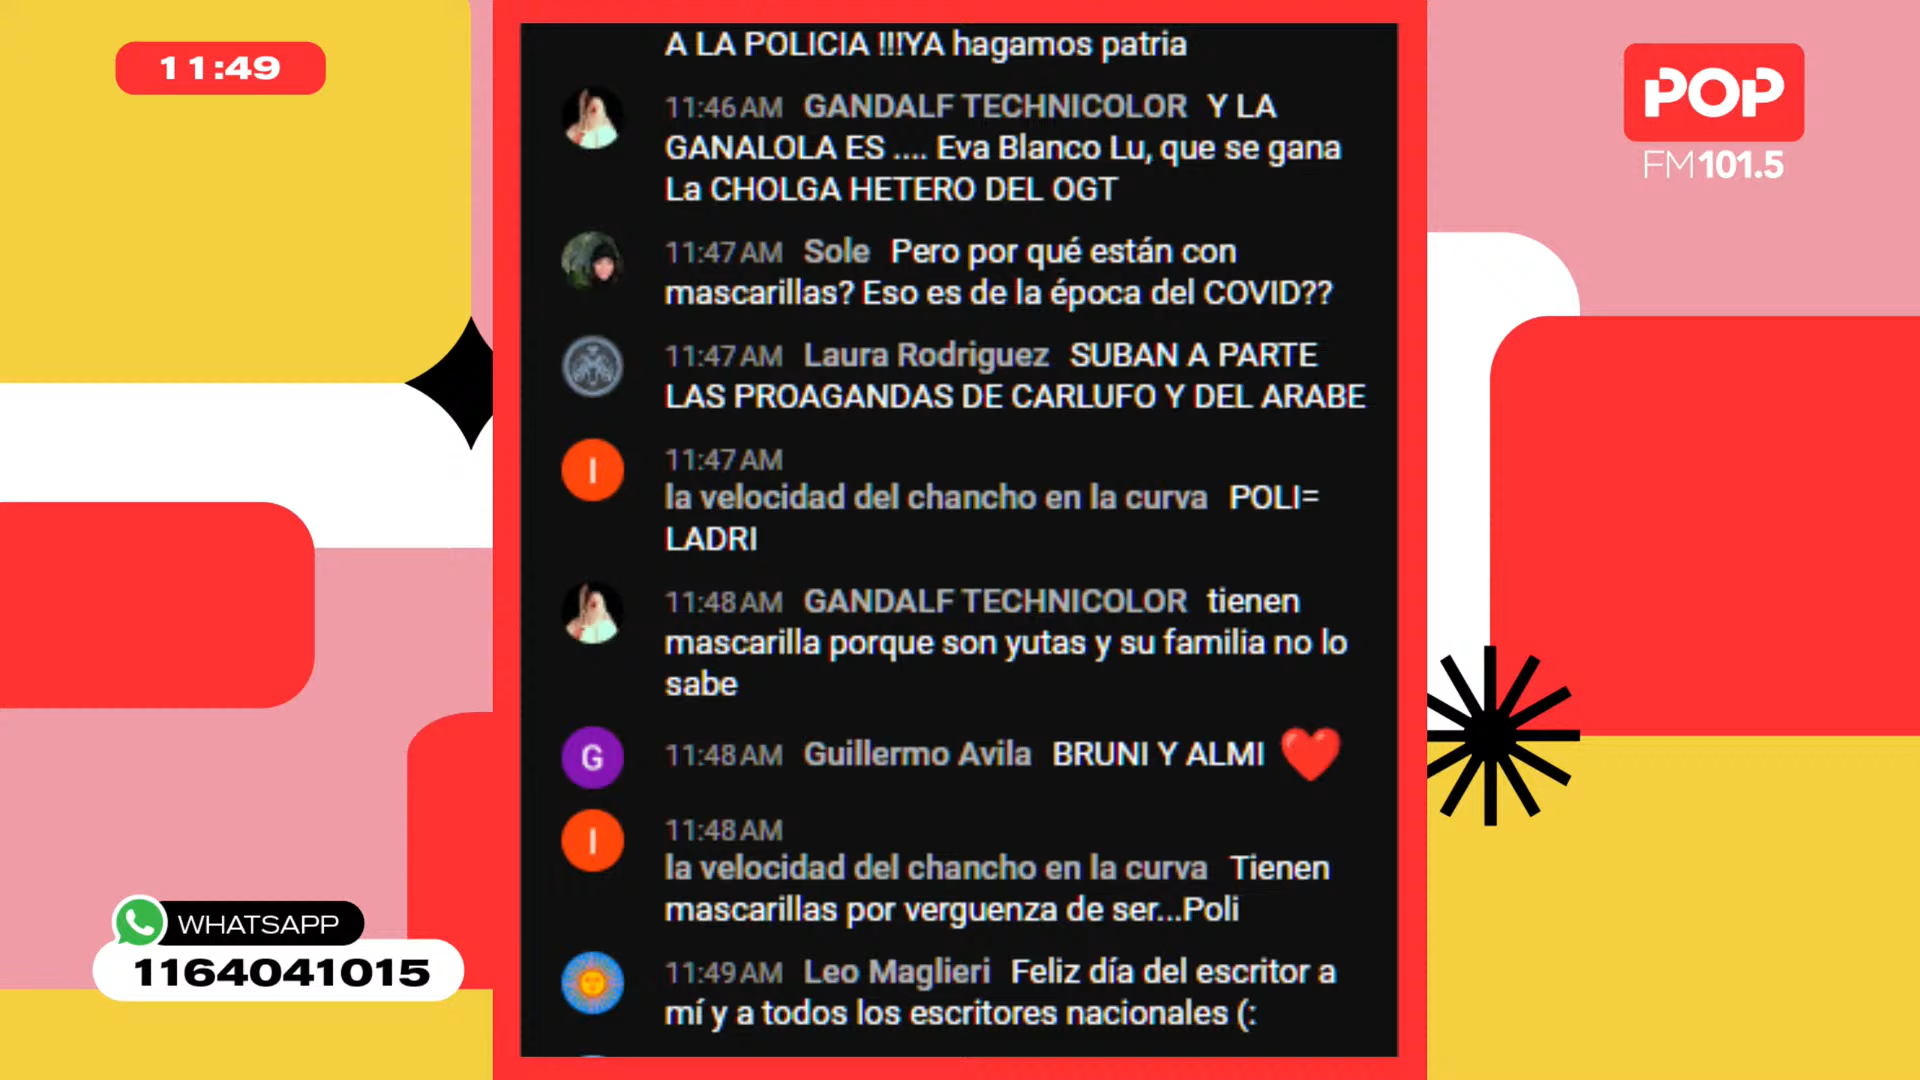 11:49
POP
FM101.5
A LA POLICIA !!!YA hagamos patria
11:46 AM GANDALF TECHNICOLOR Y LA
GANALOLA ES .... Eva Blanco Lu, que se gana
La CHOLGA HETERO DEL OGT
11:47 AM Sole Pero por qué están con
mascarillas? Eso es de la época del COVID??
11:47 AM Laura Rodriguez SUBAN A PARTE
LAS PROAGANDAS DE CARLUFO Y DEL ARABE
I
11:47 AM
la velocidad del chancho en la curva POLI=
LADRI
11:48 AM GANDALF TECHNICOLOR tienen
mascarilla porque son yutas y su familia no lo
sabe
G
11:48 AM Guillermo Avila BRUNI Y ALMI ❤️
I
11:48 AM
la velocidad del chancho en la curva Tienen
mascarillas por verguenza de ser...Poli
11:49 AM Leo Maglieri Feliz día del escritor a
mí y a todos los escritores nacionales (:
WHATSAPP
1164041015